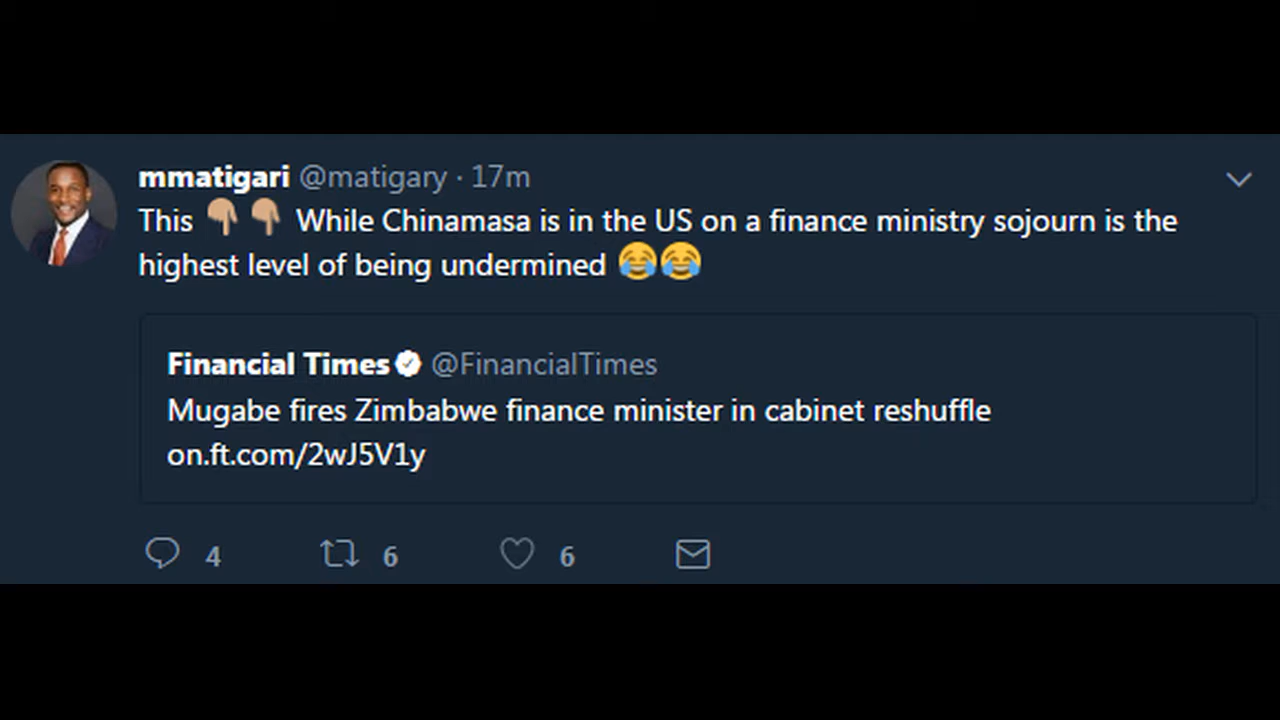 mmatigari @matigary · 17m
This 👇🏽👇🏽 While Chinamasa is in the US on a finance ministry sojourn is the
highest level of being undermined 😂😂
Financial Times @FinancialTimes
Mugabe fires Zimbabwe finance minister in cabinet reshuffle
on.ft.com/2wJ5V1y
4 6 6